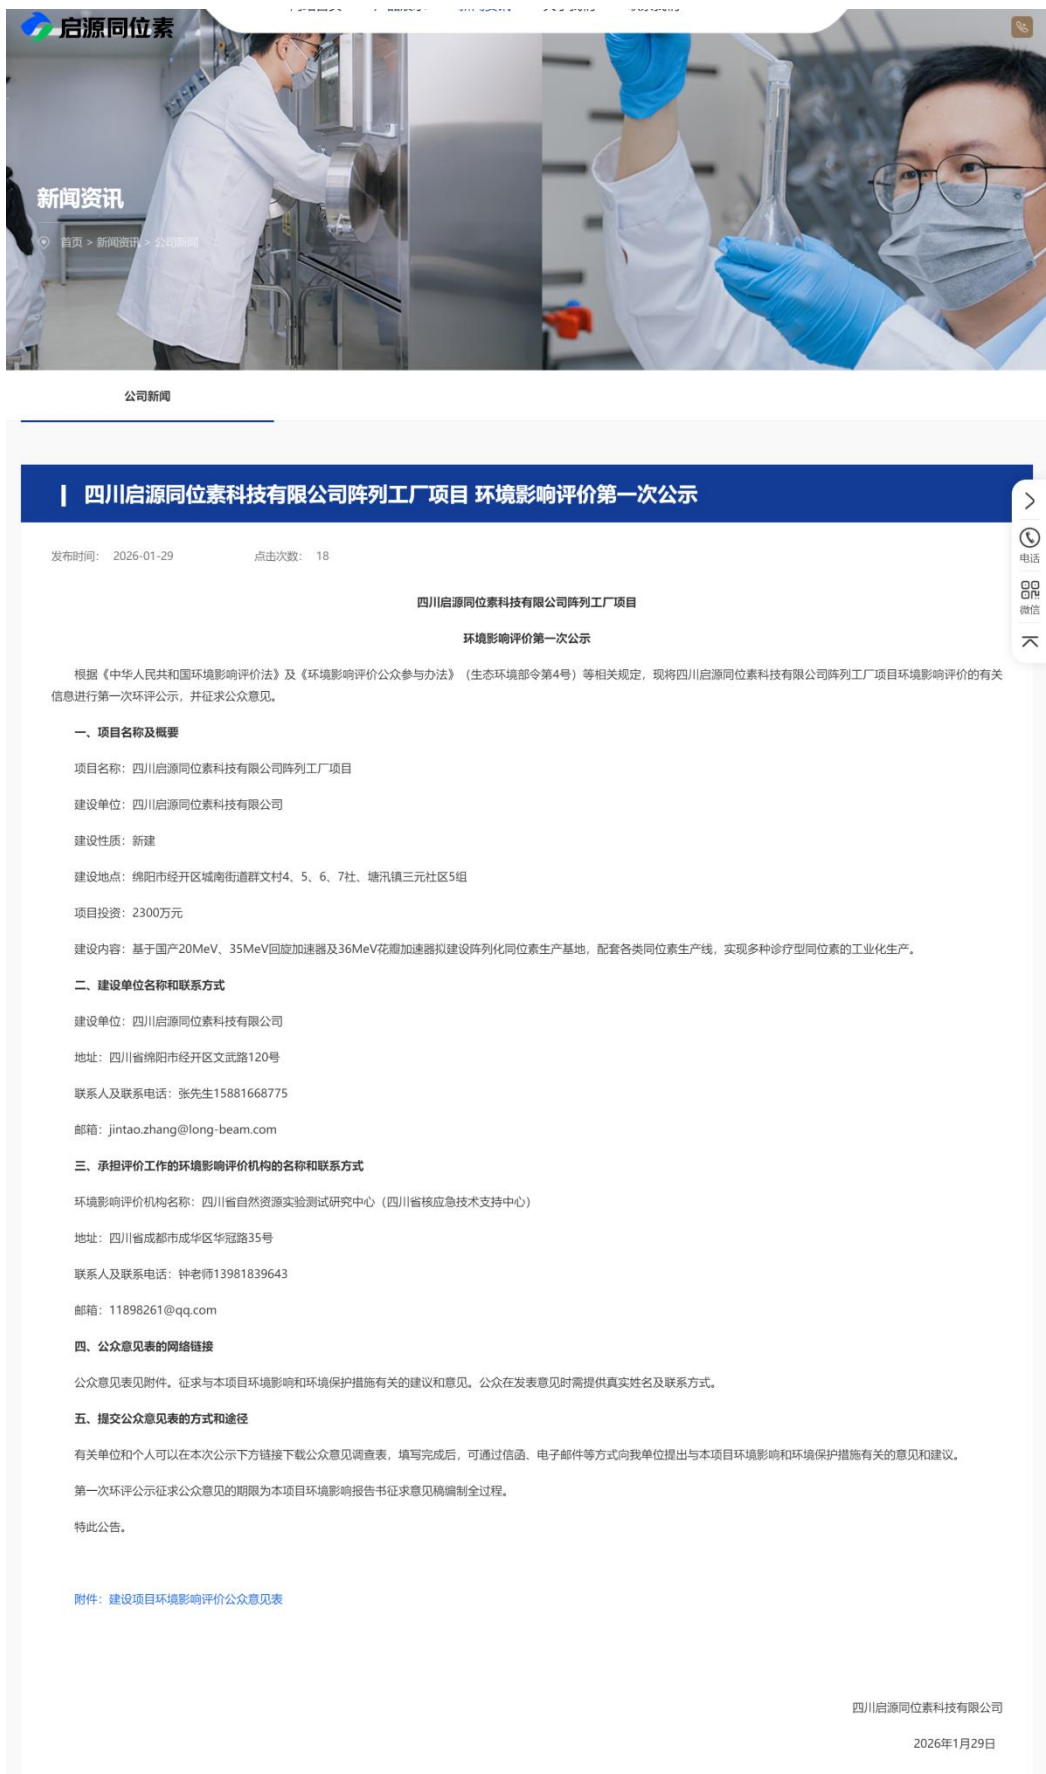 启源同位素
新闻资讯
首页 > 新闻资讯 > 公司新闻
公司新闻
四川启源同位素科技有限公司阵列工厂项目 环境影响评价第一次公示
发布时间： 2026-01-29 点击次数： 18
电话
微信
四川启源同位素科技有限公司阵列工厂项目
环境影响评价第一次公示
根据《中华人民共和国环境影响评价法》及《环境影响评价公众参与办法》（生态环境部令第4号）等相关规定，现将四川启源同位素科技有限公司阵列工厂项目环境影响评价的有关
信息进行第一次环评公示，并征求公众意见。
一、项目名称及概要
项目名称：四川启源同位素科技有限公司阵列工厂项目
建设单位：四川启源同位素科技有限公司
建设性质：新建
建设地点：绵阳市经开区城南街道群文村4、5、6、7社、塘汛镇三元社区5组
项目投资：2300万元
建设内容：基于国产20MeV、35MeV回旋加速器及36MeV花瓣加速器拟建设阵列化同位素生产基地，配套各类同位素生产线，实现多种诊疗型同位素的工业化生产。
二、建设单位名称和联系方式
建设单位：四川启源同位素科技有限公司
地址：四川省绵阳市经开区文武路120号
联系人及联系电话：张先生15881668775
邮箱：jintao.zhang@long-beam.com
三、承担评价工作的环境影响评价机构的名称和联系方式
环境影响评价机构名称：四川省自然资源实验测试研究中心（四川省核应急技术支持中心）
地址：四川省成都市成华区华冠路35号
联系人及联系电话：钟老师13981839643
邮箱：11898261@qq.com
四、公众意见表的网络链接
公众意见表见附件。征求与本项目环境影响和环境保护措施有关的建议和意见。公众在发表意见时需提供真实姓名及联系方式。
五、提交公众意见表的方式和途径
有关单位和个人可以在本次公示下方链接下载公众意见调查表，填写完成后，可通过信函、电子邮件等方式向我单位提出与本项目环境影响和环境保护措施有关的意见和建议。
第一次环评公示征求公众意见的期限为本项目环境影响报告书征求意见稿编制全过程。
特此公告。
附件：建设项目环境影响评价公众意见表
四川启源同位素科技有限公司
2026年1月29日